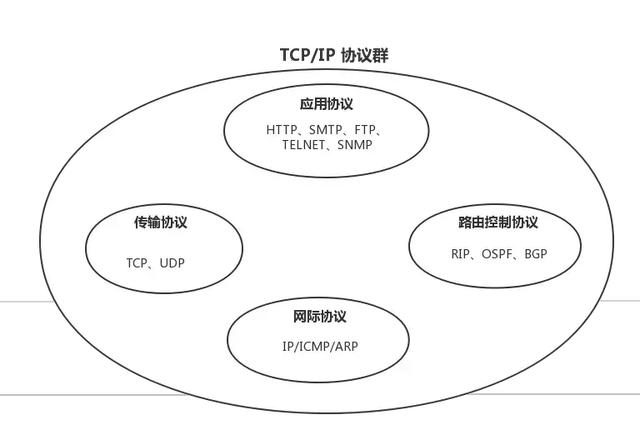 TCP/IP 协议群
应用协议
HTTP、SMTP、FTP、
TELNET、SNMP
传输协议
TCP、UDP
路由控制协议
RIP、OSPF、BGP
网际协议
IP/ICMP/ARP